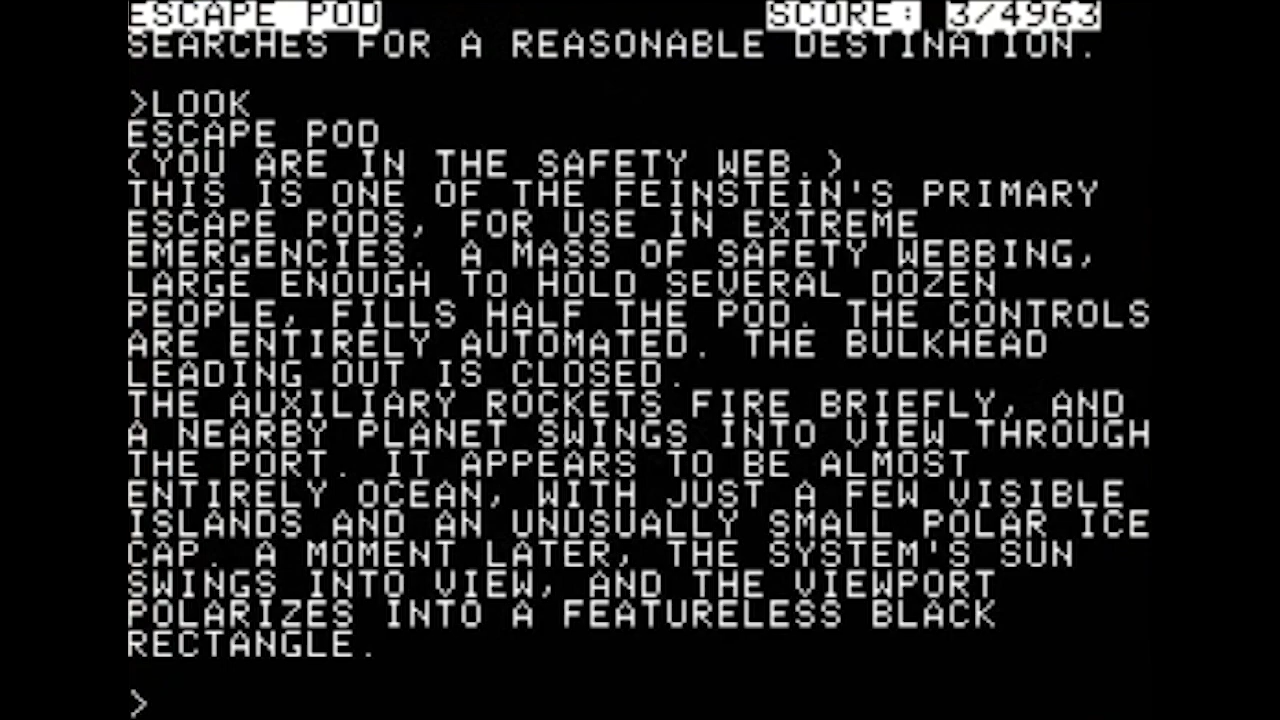 ESCAPE POD SCORE: 3/4963
SEARCHES FOR A REASONABLE DESTINATION.
>LOOK
ESCAPE POD
(YOU ARE IN THE SAFETY WEB.)
THIS IS ONE OF THE FEINSTEIN'S PRIMARY
ESCAPE PODS, FOR USE IN EXTREME
EMERGENCIES. A MASS OF SAFETY WEBBING,
LARGE ENOUGH TO HOLD SEVERAL DOZEN
PEOPLE, FILLS HALF THE POD. THE CONTROLS
ARE ENTIRELY AUTOMATED. THE BULKHEAD
LEADING OUT IS CLOSED.
THE AUXILIARY ROCKETS FIRE BRIEFLY, AND
A NEARBY PLANET SWINGS INTO VIEW THROUGH
THE PORT. IT APPEARS TO BE ALMOST
ENTIRELY OCEAN, WITH JUST A FEW VISIBLE
ISLANDS AND AN UNUSUALLY SMALL POLAR ICE
CAP. A MOMENT LATER, THE SYSTEM'S SUN
SWINGS INTO VIEW, AND THE VIEWPORT
POLARIZES INTO A FEATURELESS BLACK
RECTANGLE.
>